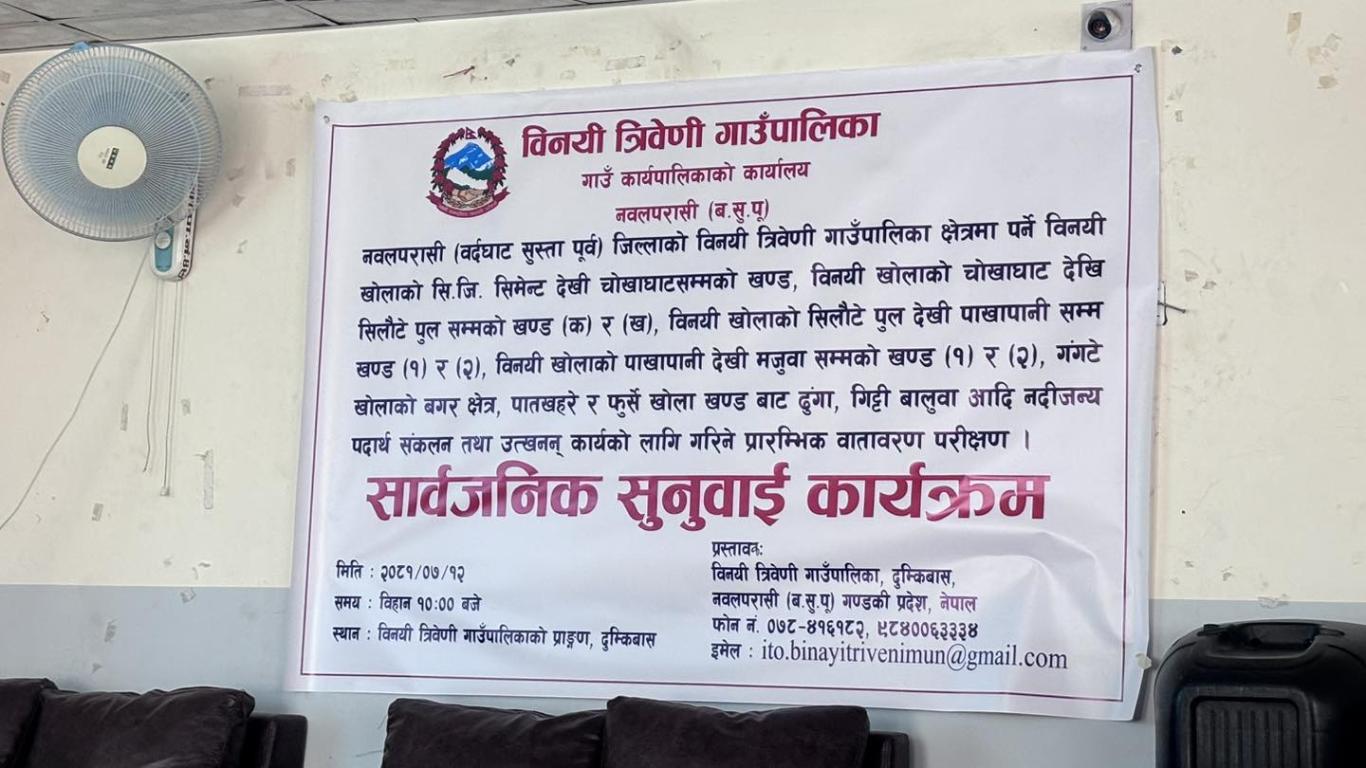 विनयी त्रिवेणी गाउँपालिका
गाउँ कार्यपालिकाको कार्यालय
नवलपरासी (ब.सु.पू)
नवलपरासी (बर्दघाट सुस्ता पूर्व) जिल्लाको विनयी त्रिवेणी गाउँपालिका क्षेत्रमा पर्ने विनयी
खोलाको सि.जि. सिमेन्ट देखी चोखाघाटसम्मको खण्ड, विनयी खोलाको चोखाघाट देखि
सिलौटे पुल सम्मको खण्ड (क) र (ख), विनयी खोलाको सिलौटे पुल देखी पाखापानी सम्म
खण्ड (१) र (२), विनयी खोलाको पाखापानी देखी मजुवा सम्मको खण्ड (१) र (२), गंगटे
खोलाको बगर क्षेत्र, पातखहरे र फुर्से खोला खण्ड बाट ढुंगा, गिट्टी बालुवा आदि नदीजन्य
पदार्थ संकलन तथा उत्खनन् कार्यको लागि गरिने प्रारम्भिक वातावरण परीक्षण ।
सार्वजनिक सुनुवाई कार्यक्रम
मिति : २०८१/०७/१२
समय : विहान १०:०० बजे
स्थान : विनयी त्रिवेणी गाउँपालिकाको प्राङ्गण, दुम्किबास
प्रस्तावक:
विनयी त्रिवेणी गाउँपालिका, दुम्किबास,
नवलपरासी (ब.सु.पू) गण्डकी प्रदेश, नेपाल
फोन नं. ०७८-४१६१८२, ९८४००६३३३४
इमेल : ito.binayitrivenimun@gmail.com